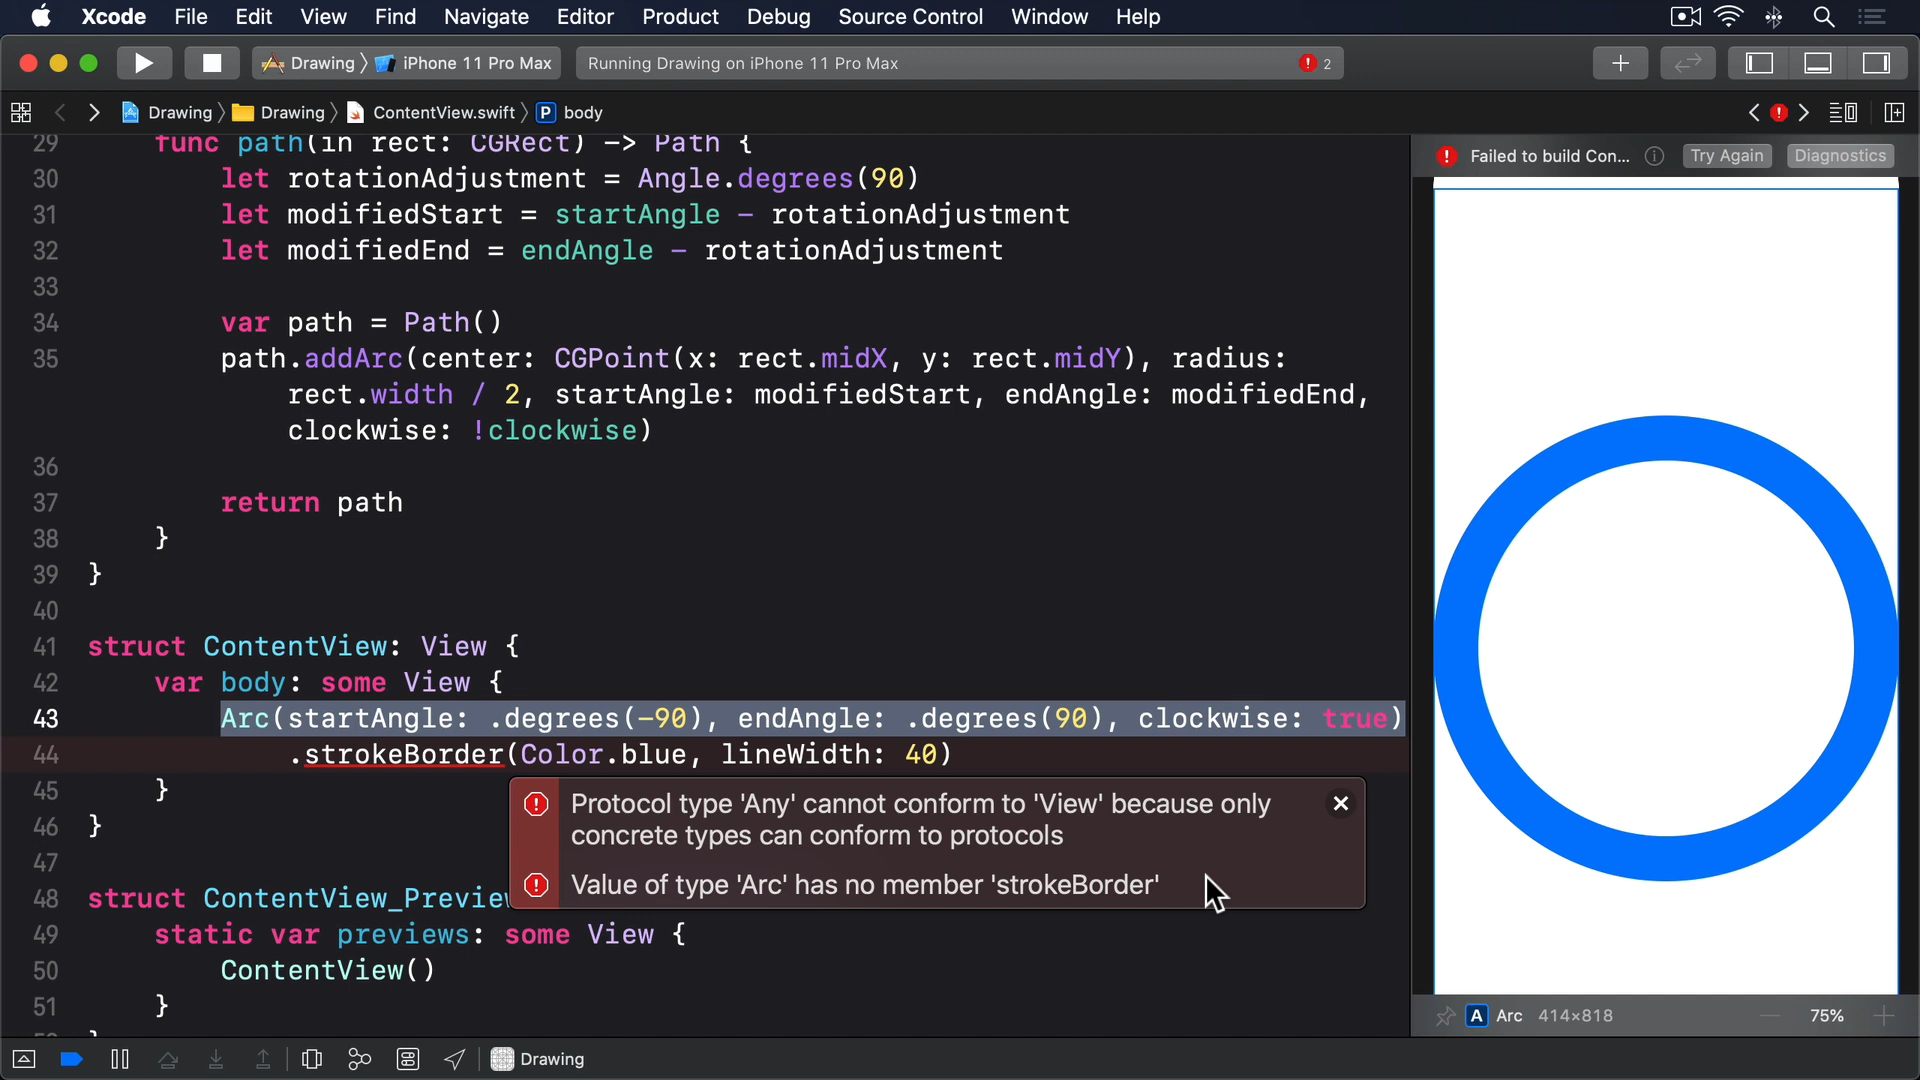 Xcode File Edit View Find Navigate Editor Product Debug Source Control Window Help
Drawing 〉 iPhone 11 Pro Max
Running Drawing on iPhone 11 Pro Max
2
Drawing 〉 Drawing 〉 ContentView.swift 〉 P body
29 func path(in rect: CGRect) -> Path {
30 let rotationAdjustment = Angle.degrees(90)
31 let modifiedStart = startAngle - rotationAdjustment
32 let modifiedEnd = endAngle - rotationAdjustment
33
34 var path = Path()
35 path.addArc(center: CGPoint(x: rect.midX, y: rect.midY), radius:
rect.width / 2, startAngle: modifiedStart, endAngle: modifiedEnd,
clockwise: !clockwise)
36
37 return path
38 }
39 }
40
41 struct ContentView: View {
42 var body: some View {
43 Arc(startAngle: .degrees(-90), endAngle: .degrees(90), clockwise: true)
44 .strokeBorder(Color.blue, lineWidth: 40)
45 }
46 }
47
48 struct ContentView_Preview
49 static var previews: some View {
50 ContentView()
51 }
Protocol type 'Any' cannot conform to 'View' because only
concrete types can conform to protocols
Value of type 'Arc' has no member 'strokeBorder'
Failed to build Con... Try Again Diagnostics
A Arc 414×818 75%
Drawing